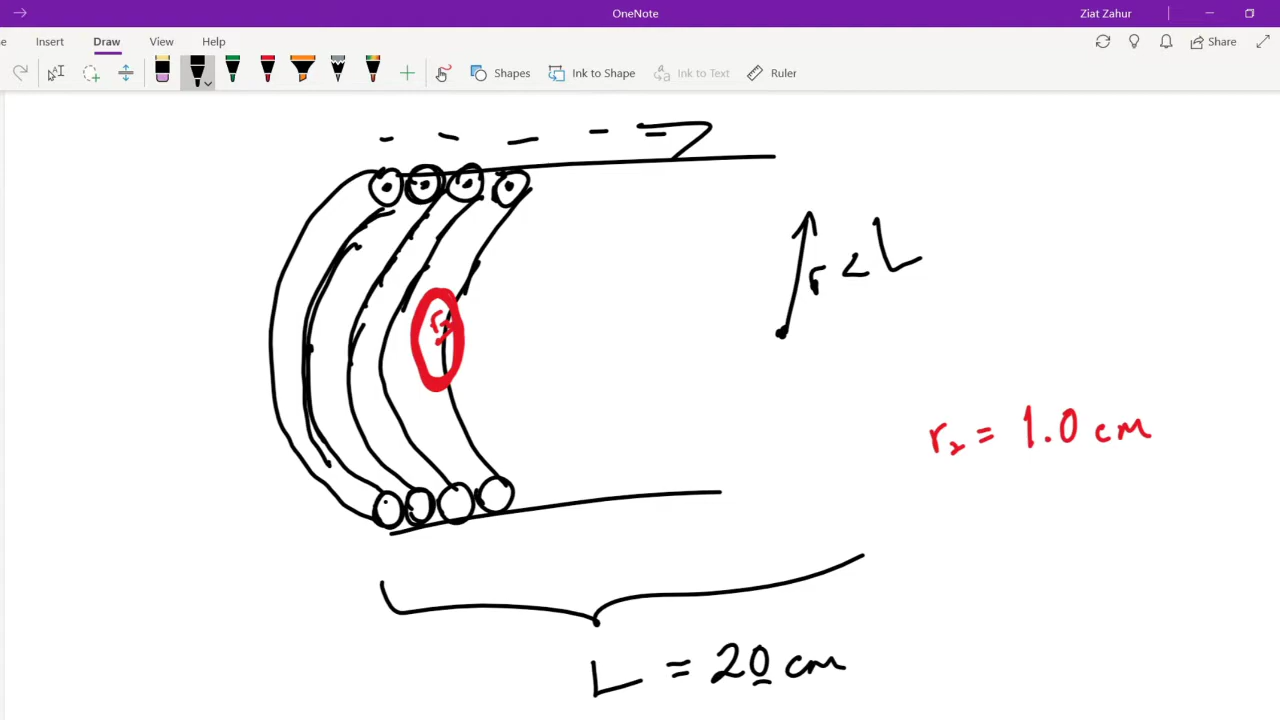 OneNote
Ziat Zahur
Insert Draw View Help
Share
Shapes
Ink to Shape
Ink to Text
Ruler
r < L
r₂
r₂ = 1.0 cm
L = 20 cm